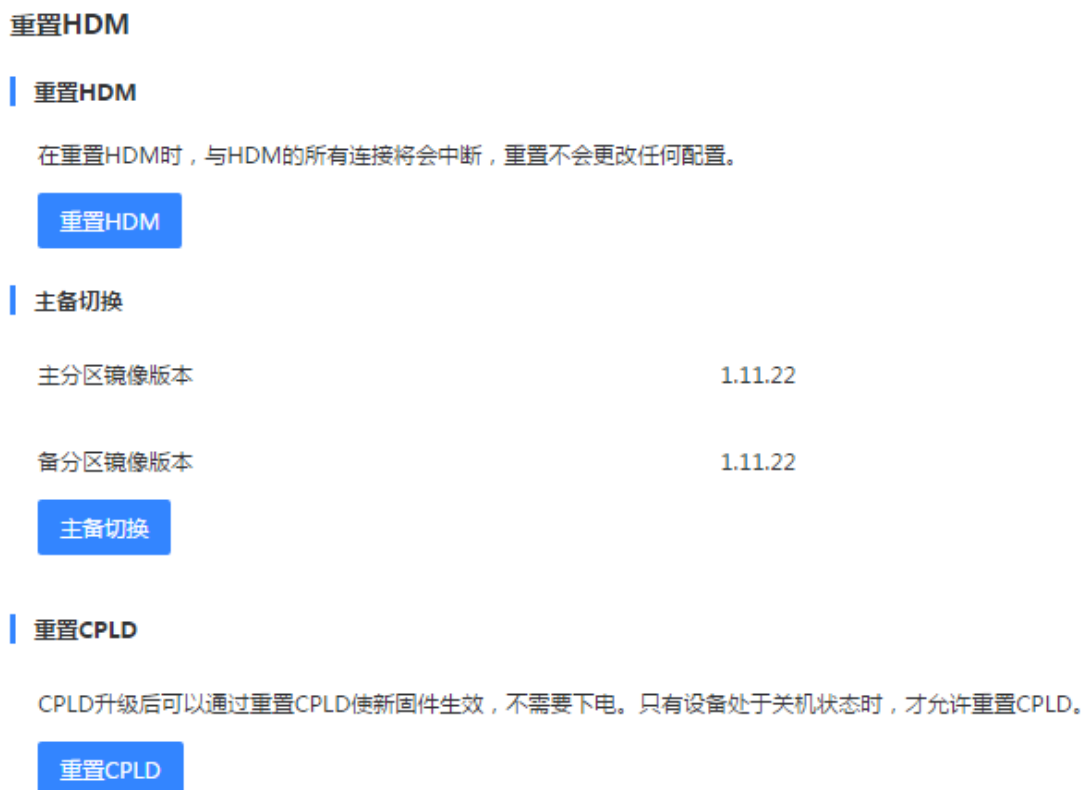 重置HDM
重置HDM
在重置HDM时，与HDM的所有连接将会中断，重置不会更改任何配置。
重置HDM
主备切换
主分区镜像版本 1.11.22
备分区镜像版本 1.11.22
主备切换
重置CPLD
CPLD升级后可以通过重置CPLD使新固件生效，不需要下电。只有设备处于关机状态时，才允许重置CPLD。
重置CPLD